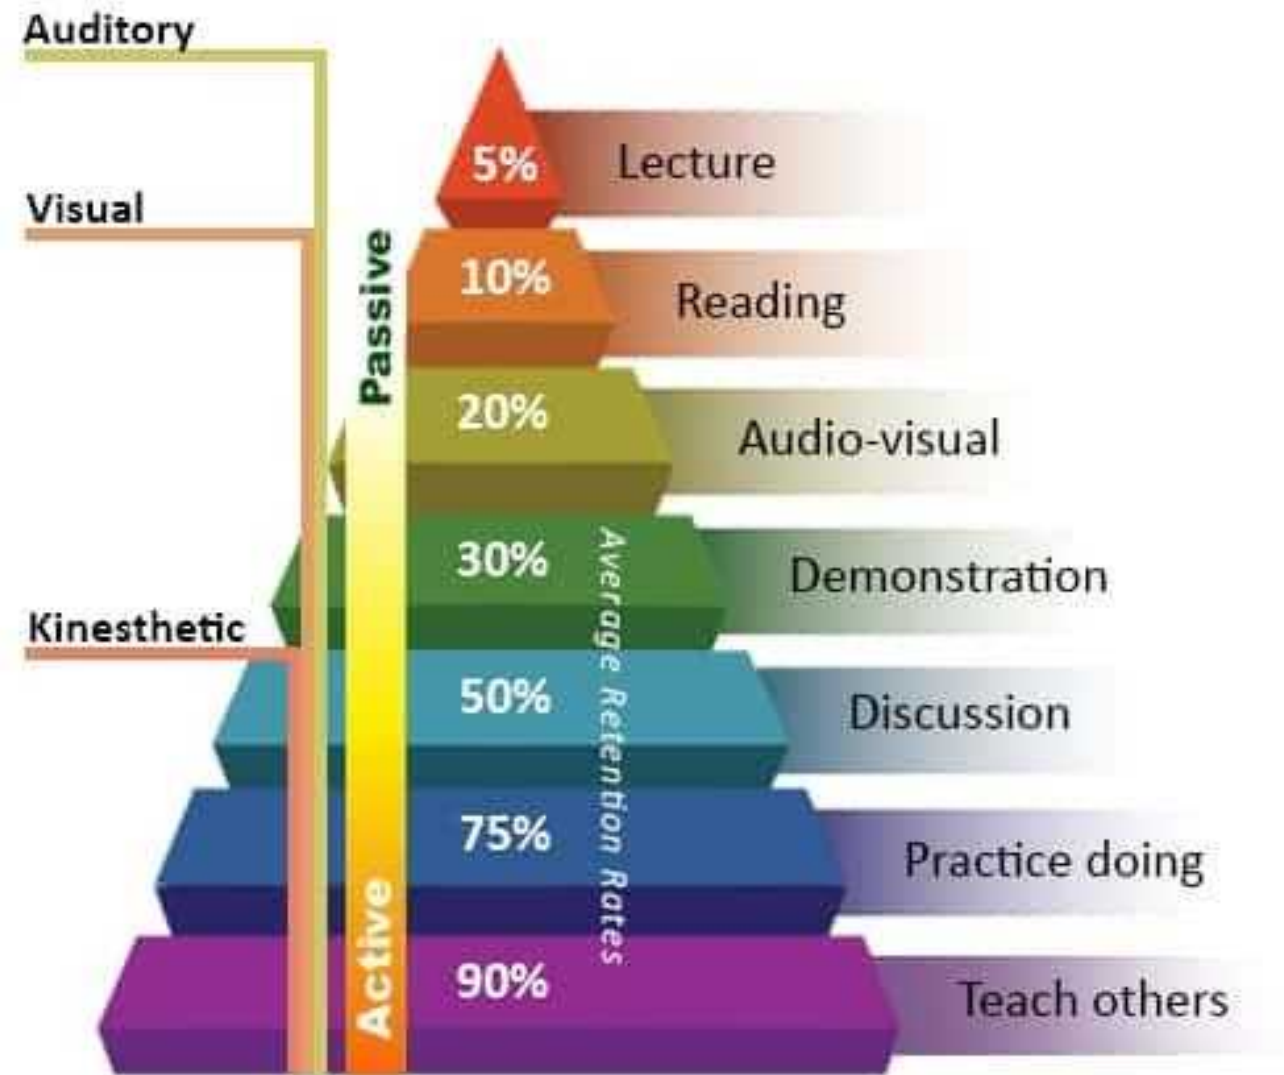 Auditory
5%
Lecture
Visual
Passive
10%
Reading
20%
Audio-visual
30%
Demonstration
Average Retention Rates
Kinesthetic
50%
Discussion
75%
Practice doing
Active
90%
Teach others